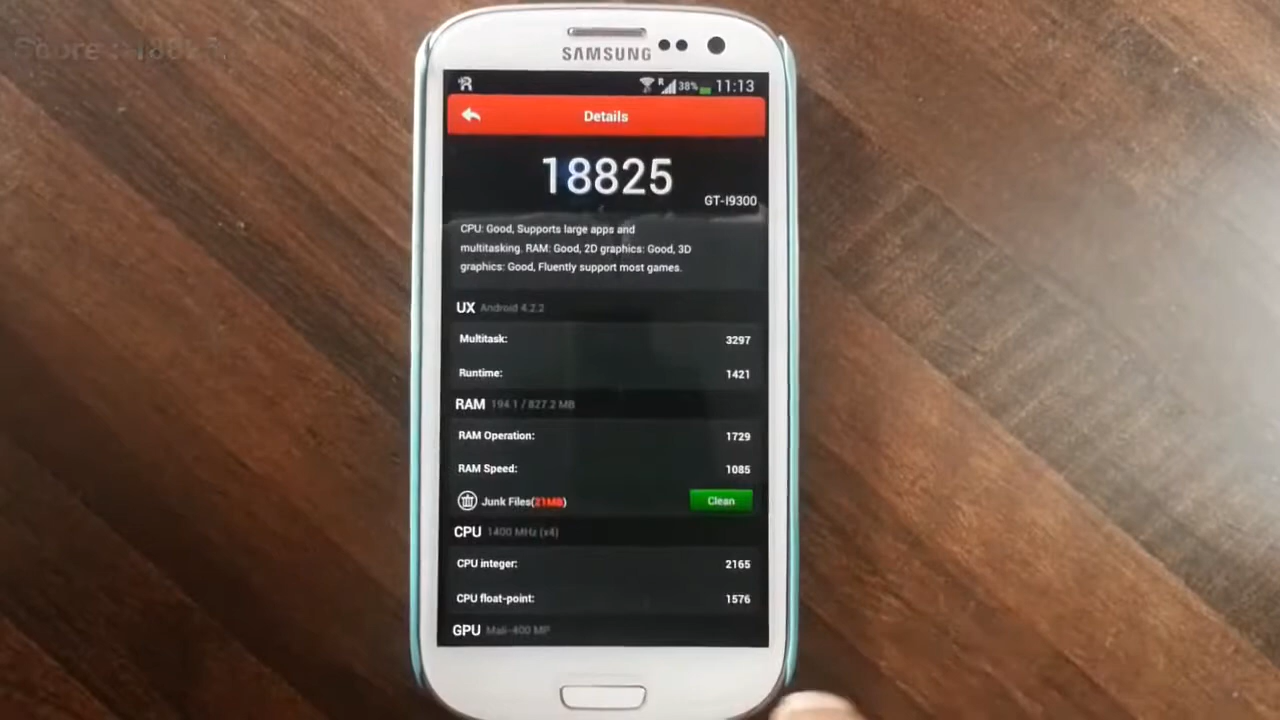 SAMSUNG
R 38% 11:13
Details
18825
GT-I9300
CPU: Good, Supports large apps and
multitasking. RAM: Good, 2D graphics: Good, 3D
graphics: Good, Fluently support most games.
UX Android 4.2.2
Multitask: 3297
Runtime: 1421
RAM 194.1 / 827.2 MB
RAM Operation: 1729
RAM Speed: 1085
Junk Files(21MB) Clean
CPU 1400 MHz (x4)
CPU integer: 2165
CPU float-point: 1576
GPU Mali-400 MP